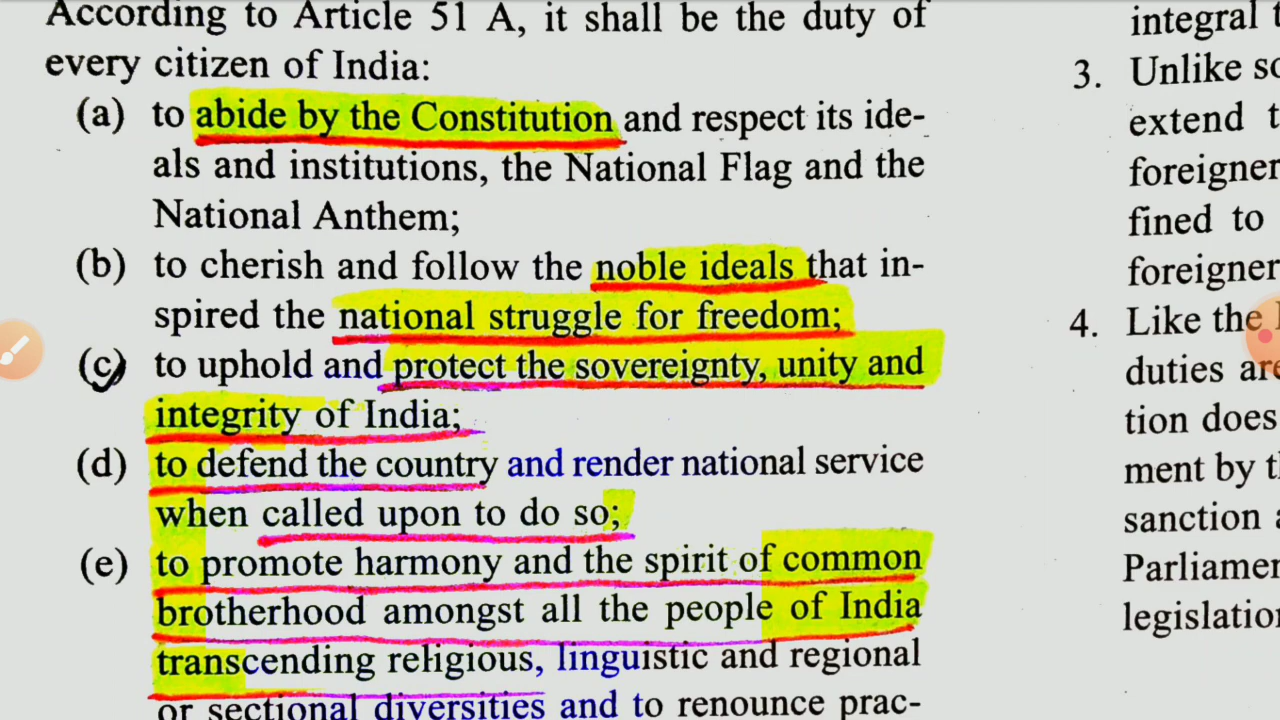 According to Article 51 A, it shall be the duty of
every citizen of India:
(a) to abide by the Constitution and respect its ide-
als and institutions, the National Flag and the
National Anthem;
(b) to cherish and follow the noble ideals that in-
spired the national struggle for freedom;
(c) to uphold and protect the sovereignty, unity and
integrity of India;
(d) to defend the country and render national service
when called upon to do so;
(e) to promote harmony and the spirit of common
brotherhood amongst all the people of India
transcending religious, linguistic and regional
or sectional diversities and to renounce prac-
integral
3. Unlike
extend
foreigner
fined to
foreigner
4. Like the
duties are
tion does
ment by
sanction